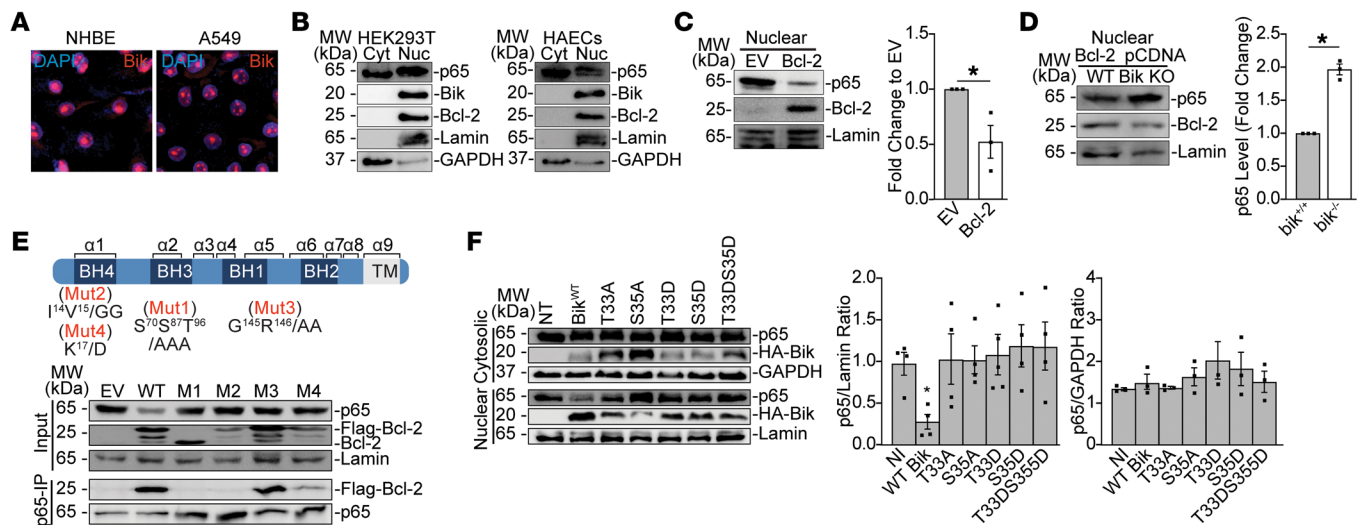 A
NHBE
A549
DAPI
Bik
DAPI
Bik
B
MW
(kDa)
HEK293T
Cyt Nuc
65
-p65
20
-Bik
25
-Bcl-2
65
-Lamin
37
-GAPDH
MW
(kDa)
HAECs
Cyt Nuc
65
-p65
20
-Bik
25
-Bcl-2
65
-Lamin
37
-GAPDH
C
MW
(kDa)
Nuclear
EV Bcl-2
65
-p65
25
-Bcl-2
65
-Lamin
Fold Change to EV
1.5
1.0
0.5
0.0
*
EV
Bcl-2
D
Nuclear
MW
(kDa)
Bcl-2 pCDNA
WT Bik KO
65
-p65
25
-Bcl-2
65
-Lamin
p65 Level (Fold Change)
2.5
2.0
1.5
1.0
0.5
0.0
*
bik+/+
bik-/-
E
α1 α2 α3 α4 α5 α6 α7 α8 α9
BH4 BH3 BH1 BH2 TM
(Mut2)
I14V15/GG
(Mut4)
K17/D
(Mut1)
S70S87T96
/AAA
(Mut3)
G145R146/AA
MW
(kDa)
EV WT M1 M2 M3 M4
Input
65
-p65
25
-Flag-Bcl-2
-Bcl-2
65
-Lamin
p65-IP
25
-Flag-Bcl-2
65
-p65
F
MW
(kDa)
NT
BikWT
T33A
S35A
T33D
S35D
T33DS35D
Cytosolic
65
-p65
20
-HA-Bik
37
-GAPDH
Nuclear
65
-p65
20
-HA-Bik
65
-Lamin
p65/Lamin Ratio
2.0
1.5
1.0
0.5
0.0
*
NI
WT Bik
T33A
S35A
T33D
S35D
T33DS355D
p65/GAPDH Ratio
4
3
2
1
0
NI
WT Bik
T33A
S35A
T33D
S35D
T33DS355D